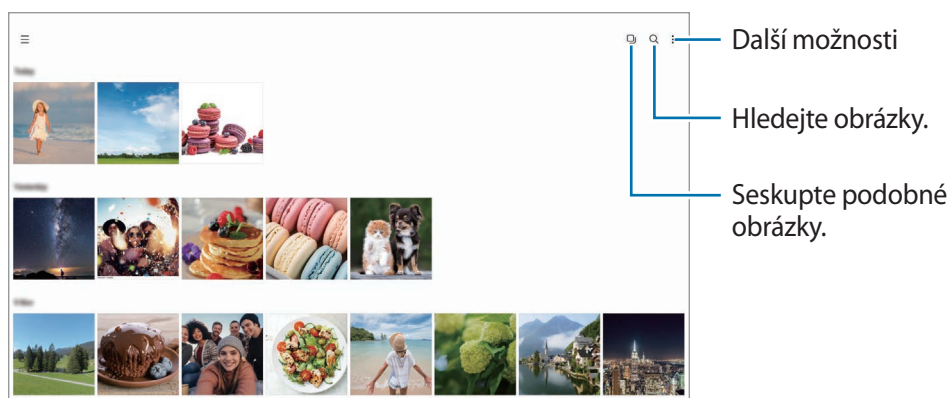 Další možnosti
Hledejte obrázky.
Seskupte podobné
obrázky.